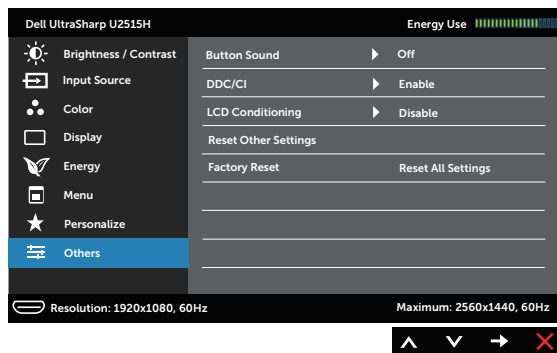 Dell UltraSharp U2515H Energy Use
Brightness / Contrast Button Sound Off
Input Source DDC/CI Enable
Color LCD Conditioning Disable
Display Reset Other Settings
Energy Factory Reset Reset All Settings
Menu
Personalize
Others
Resolution: 1920x1080, 60Hz Maximum: 2560x1440, 60Hz